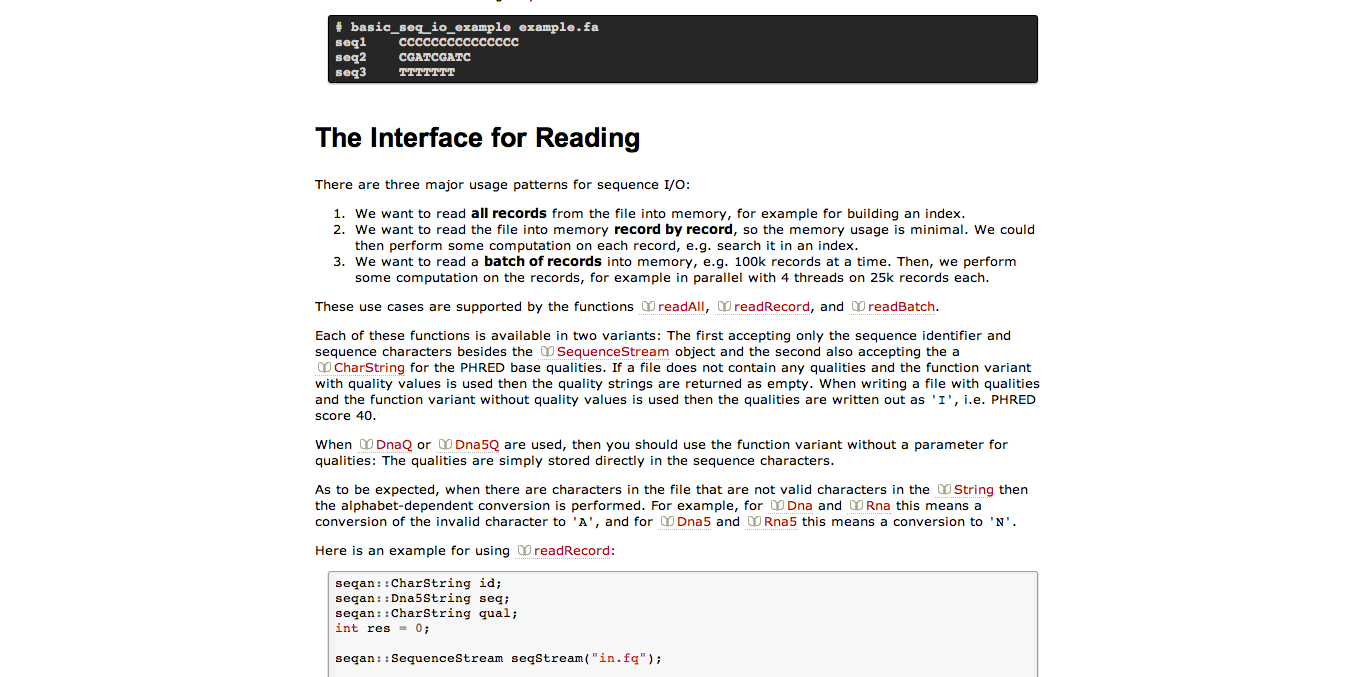 # basic_seq_io_example example.fa
seq1    CCCCCCCCCCCCCCC
seq2    CGATCGATC
seq3    TTTTTTT
The Interface for Reading
There are three major usage patterns for sequence I/O:
1. We want to read all records from the file into memory, for example for building an index.
2. We want to read the file into memory record by record, so the memory usage is minimal. We could
then perform some computation on each record, e.g. search it in an index.
3. We want to read a batch of records into memory, e.g. 100k records at a time. Then, we perform
some computation on the records, for example in parallel with 4 threads on 25k records each.
These use cases are supported by the functions readAll, readRecord, and readBatch.
Each of these functions is available in two variants: The first accepting only the sequence identifier and
sequence characters besides the SequenceStream object and the second also accepting the a
CharString for the PHRED base qualities. If a file does not contain any qualities and the function variant
with quality values is used then the quality strings are returned as empty. When writing a file with qualities
and the function variant without quality values is used then the qualities are written out as 'I', i.e. PHRED
score 40.
When DnaQ or Dna5Q are used, then you should use the function variant without a parameter for
qualities: The qualities are simply stored directly in the sequence characters.
As to be expected, when there are characters in the file that are not valid characters in the String then
the alphabet-dependent conversion is performed. For example, for Dna and Rna this means a
conversion of the invalid character to 'A', and for Dna5 and Rna5 this means a conversion to 'N'.
Here is an example for using readRecord:
seqan::CharString id;
seqan::Dna5String seq;
seqan::CharString qual;
int res = 0;
seqan::SequenceStream seqStream("in.fq");